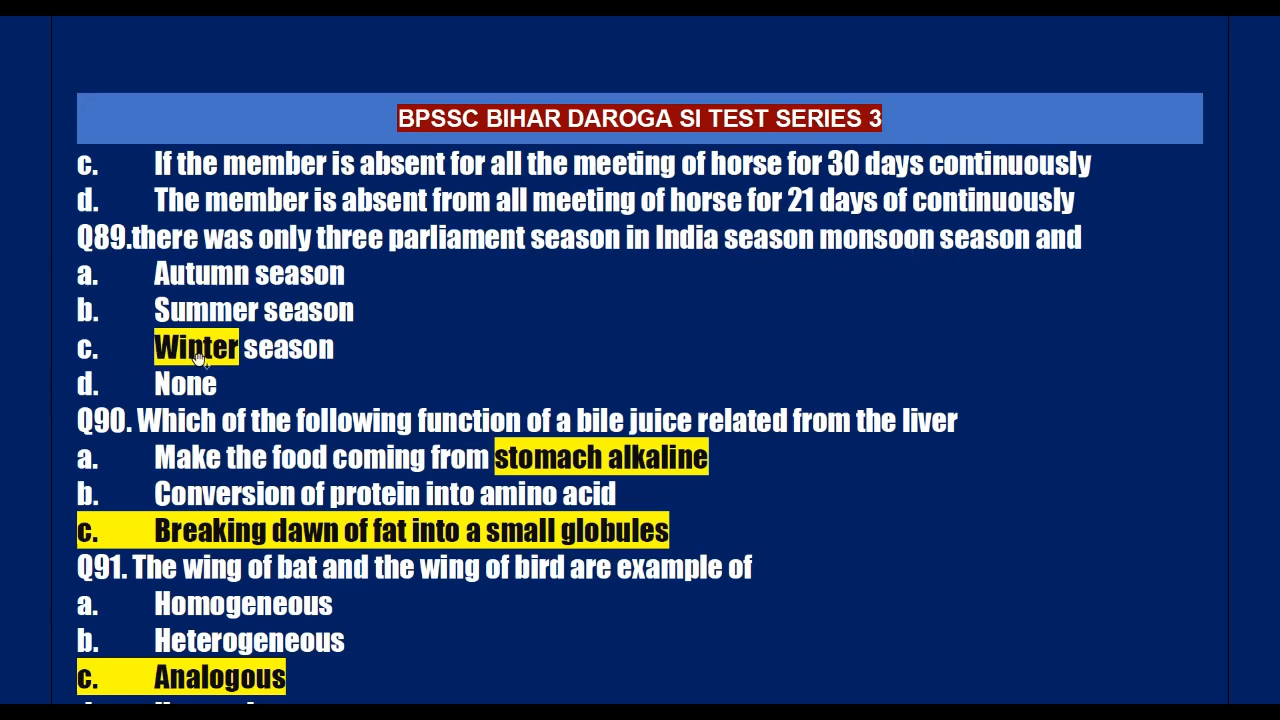 BPSSC BIHAR DAROGA SI TEST SERIES 3
c. If the member is absent for all the meeting of horse for 30 days continuously
d. The member is absent from all meeting of horse for 21 days of continuously
Q89.there was only three parliament season in India season monsoon season and
a. Autumn season
b. Summer season
c. Winter season
d. None
Q90. Which of the following function of a bile juice related from the liver
a. Make the food coming from stomach alkaline
b. Conversion of protein into amino acid
c. Breaking dawn of fat into a small globules
Q91. The wing of bat and the wing of bird are example of
a. Homogeneous
b. Heterogeneous
c. Analogous